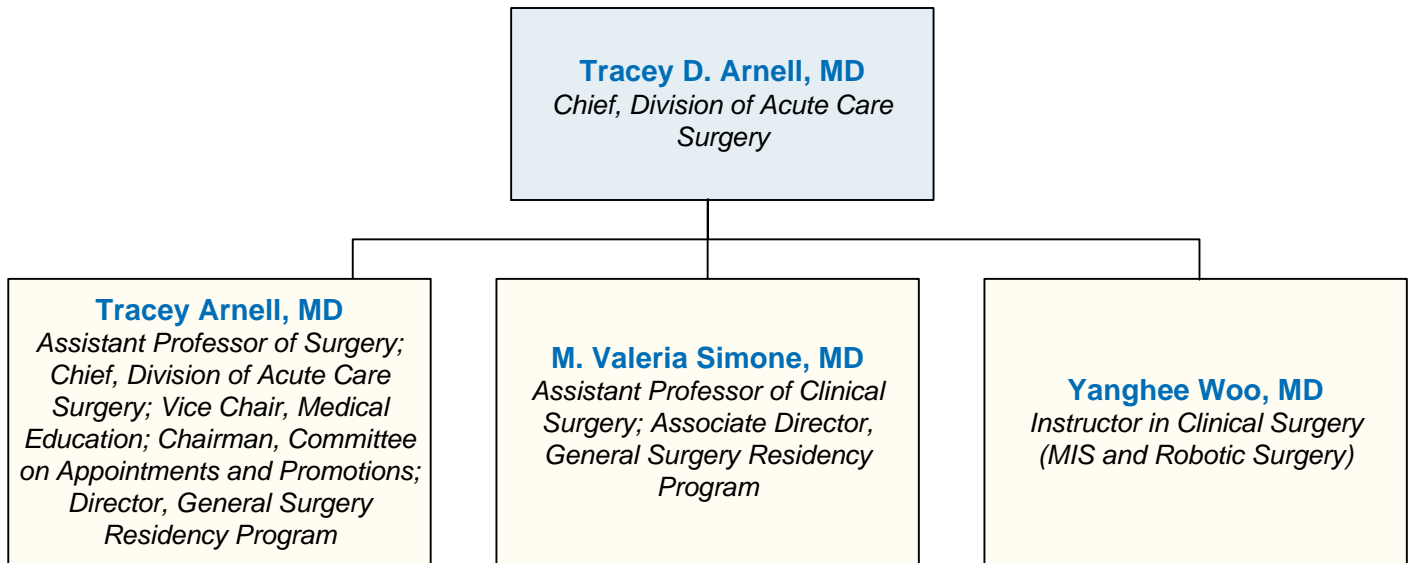 Tracey D. Arnell, MD
Chief, Division of Acute Care
Surgery
Tracey Arnell, MD
Assistant Professor of Surgery;
Chief, Division of Acute Care
Surgery; Vice Chair, Medical
Education; Chairman, Committee
on Appointments and Promotions;
Director, General Surgery
Residency Program
M. Valeria Simone, MD
Assistant Professor of Clinical
Surgery; Associate Director,
General Surgery Residency
Program
Yanghee Woo, MD
Instructor in Clinical Surgery
(MIS and Robotic Surgery)